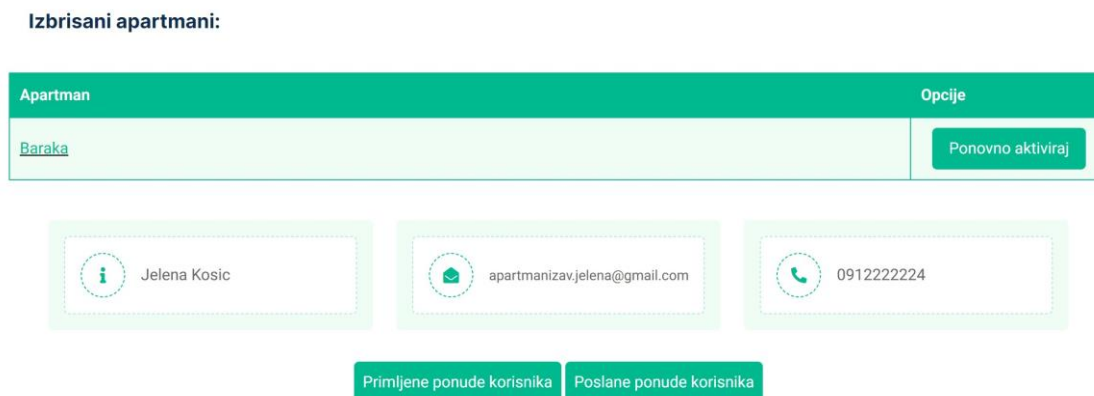 Izbrisani apartmani:
Apartman Opcije
Baraka Ponovno aktiviraj
Jelena Kosic apartmanizav.jelena@gmail.com 0912222224
Primljene ponude korisnika Poslane ponude korisnika